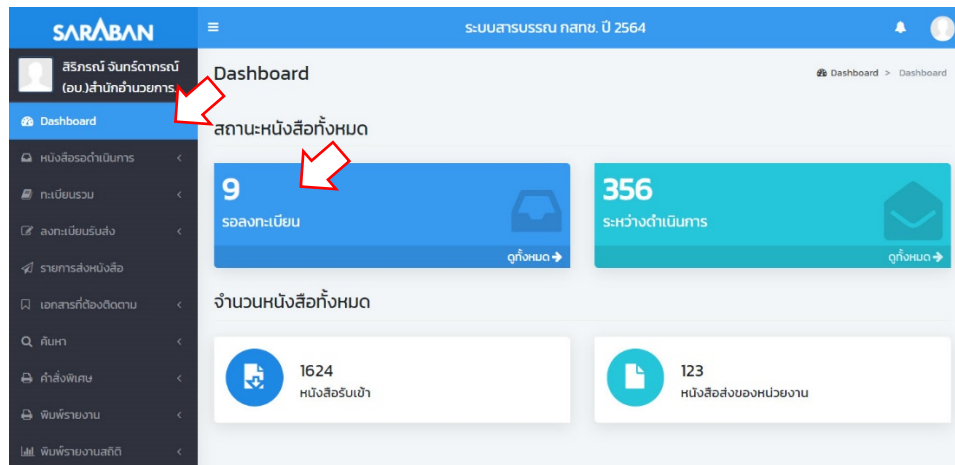 SARABAN
ระบบสารบรรณ กสทช. ปี 2564
สิริกรณ์ จันทร์ดากรณ์
(อบ.)สำนักอำนวยการ.
Dashboard
Dashboard > Dashboard
Dashboard
หนังสือรอดำเนินการ
ทะเบียนรวม
ลงทะเบียนรับส่ง
รายการส่งหนังสือ
เอกสารที่ต้องติดตาม
ค้นหา
คำสั่งพิเศษ
พิมพ์รายงาน
พิมพ์รายงานสถิติ
สถานะหนังสือทั้งหมด
9
รอลงทะเบียน
ดูทั้งหมด
356
ระหว่างดำเนินการ
ดูทั้งหมด
จำนวนหนังสือทั้งหมด
1624
หนังสือรับเข้า
123
หนังสือส่งของหน่วยงาน